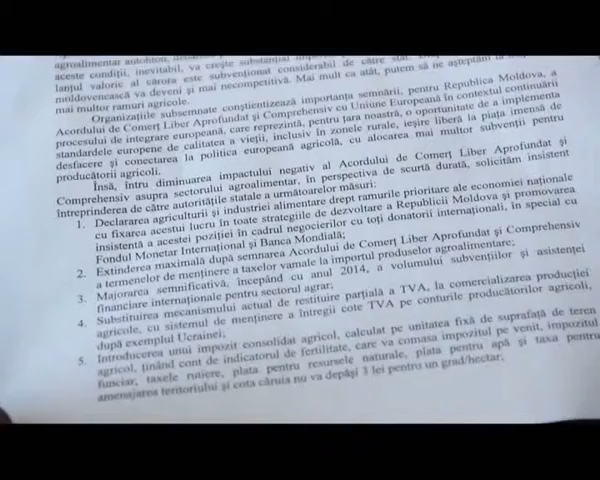 agroalimentar autohton,
aceste condiții, inevitabil, va crește substanțial
lanțul valoric al cărora este subvenționat considerabil de către stat.
moldovenească va deveni și mai necompetitivă. Mai mult ca atât, putem să ne așteptăm la
mai multor ramuri agricole.
Organizațiile subsemnate conștientizează importanța semnării, pentru Republica Moldova, a
Acordului de Comerț Liber Aprofundat și Comprehensiv cu Uniune Europeană în contextul continuării
procesului de integrare europeană, care reprezintă, pentru țara noastră, o oportunitate de a implementa
standardele europene de calitatea a vieții, inclusiv în zonele rurale, ieșire liberă la piața imensă de
desfacere și conectarea la politica europeană agricolă, cu alocarea mai multor subvenții pentru
producătorii agricoli.
Însă, întru diminuarea impactului negativ al Acordului de Comerț Liber Aprofundat și
Comprehensiv asupra sectorului agroalimentar, în perspectiva de scurtă durată, solicităm insistent
întreprinderea de către autoritățile statale a următoarelor măsuri:
1. Declararea agriculturii și industriei alimentare drept ramurile prioritare ale economiei naționale
cu fixarea acestui lucru în toate strategiile de dezvoltare a Republicii Moldova și promovarea
insistentă a acestei poziții în cadrul negocierilor cu toți donatorii internaționali, în special cu
Fondul Monetar Internațional și Banca Mondială;
2. Extinderea maximală după semnarea Acordului de Comerț Liber Aprofundat și Comprehensiv
a termenelor de menținere a taxelor vamale la importul produselor agroalimentare;
3. Majorarea semnificativă, începând cu anul 2014, a volumului subvențiilor și asistenței
financiare internaționale pentru sectorul agrar;
4. Substituirea mecanismului actual de restituire parțială a TVA, la comercializarea producției
agricole, cu sistemul de menținere a întregii cote TVA pe conturile producătorilor agricoli,
după exemplul Ucrainei;
5. Introducerea unui impozit consolidat agricol, calculat pe unitatea fixă de suprafață de teren
agricol, ținând cont de indicatorul de fertilitate, care va comasa impozitul pe venit, impozitul
funciar, taxele rutiere, plata pentru resursele naturale, plata pentru apă și taxa pentru
amenajarea teritoriului și cota căruia nu va depăși 3 lei pentru un grad/hectar;